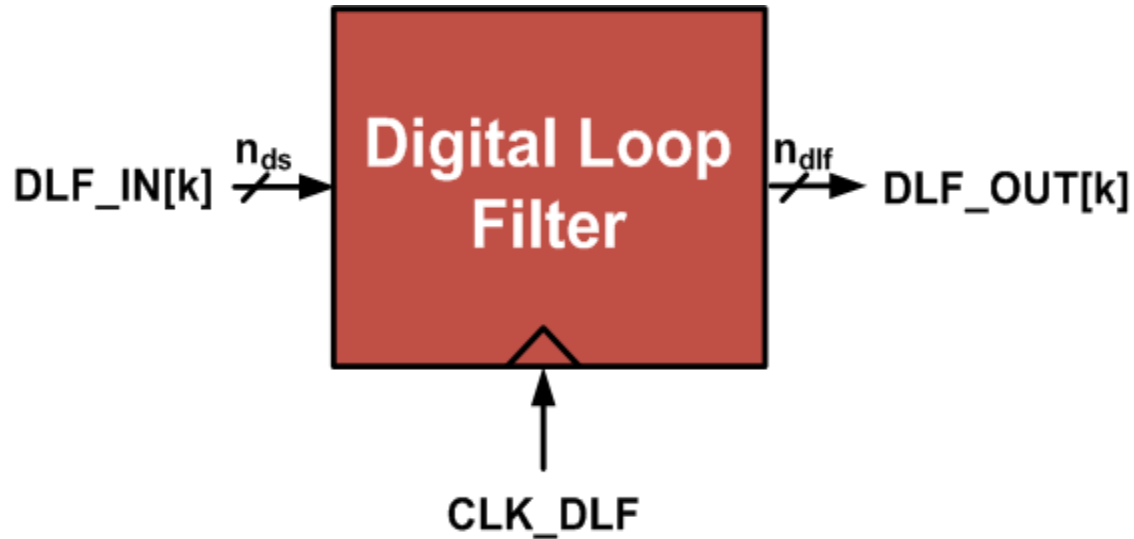 n_ds
DLF_IN[k]
Digital Loop
Filter
n_dlf
DLF_OUT[k]
CLK_DLF